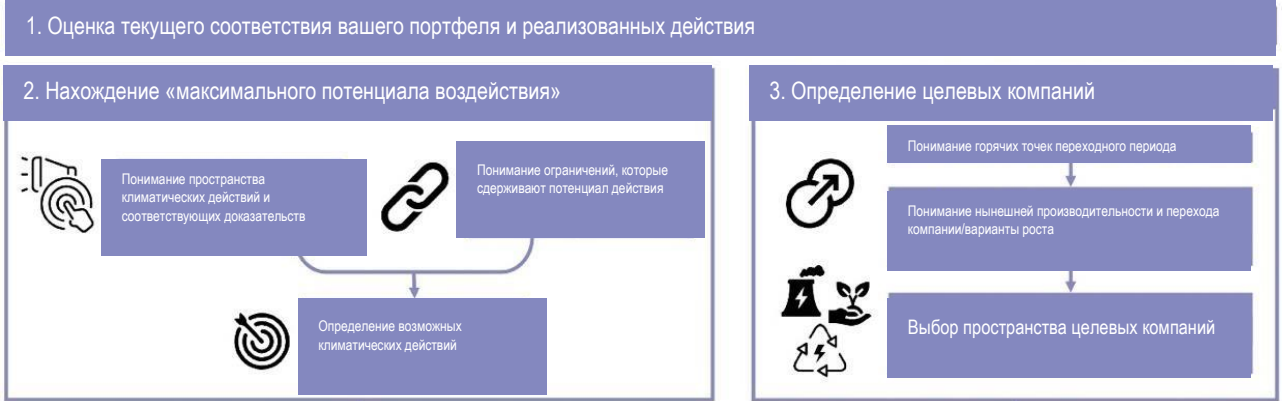 1. Оценка текущего соответствия вашего портфеля и реализованных действия
2. Нахождение «максимального потенциала воздействия»
Понимание пространства
климатических действий и
соответствующих доказательств
Понимание ограничений, которые
сдерживают потенциал действия
Определение возможных
климатических действий
3. Определение целевых компаний
Понимание горячих точек переходного периода
Понимание нынешней производительности и перехода
компании/варианты роста
Выбор пространства целевых компаний